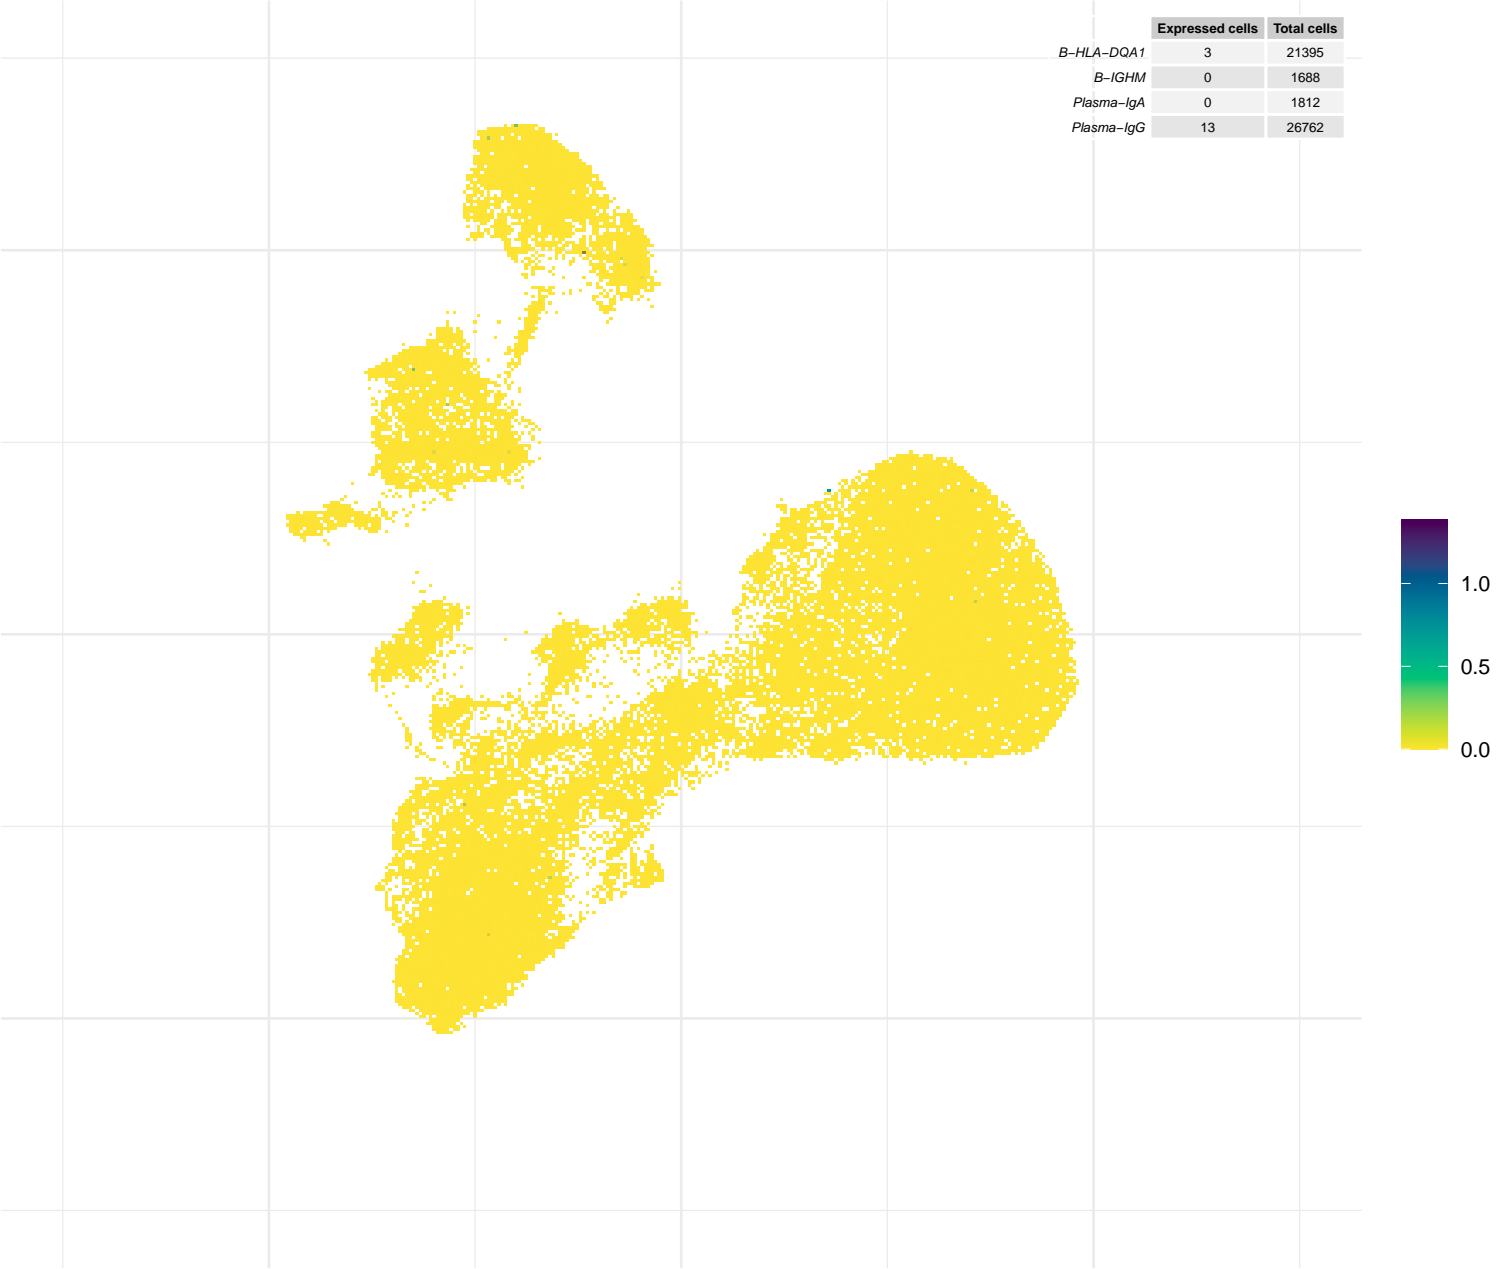 Expressed cells Total cells
B−HLA−DQA1 3 21395
B−IGHM 0 1688
Plasma−IgA 0 1812
Plasma−IgG 13 26762
1.0
0.5
0.0